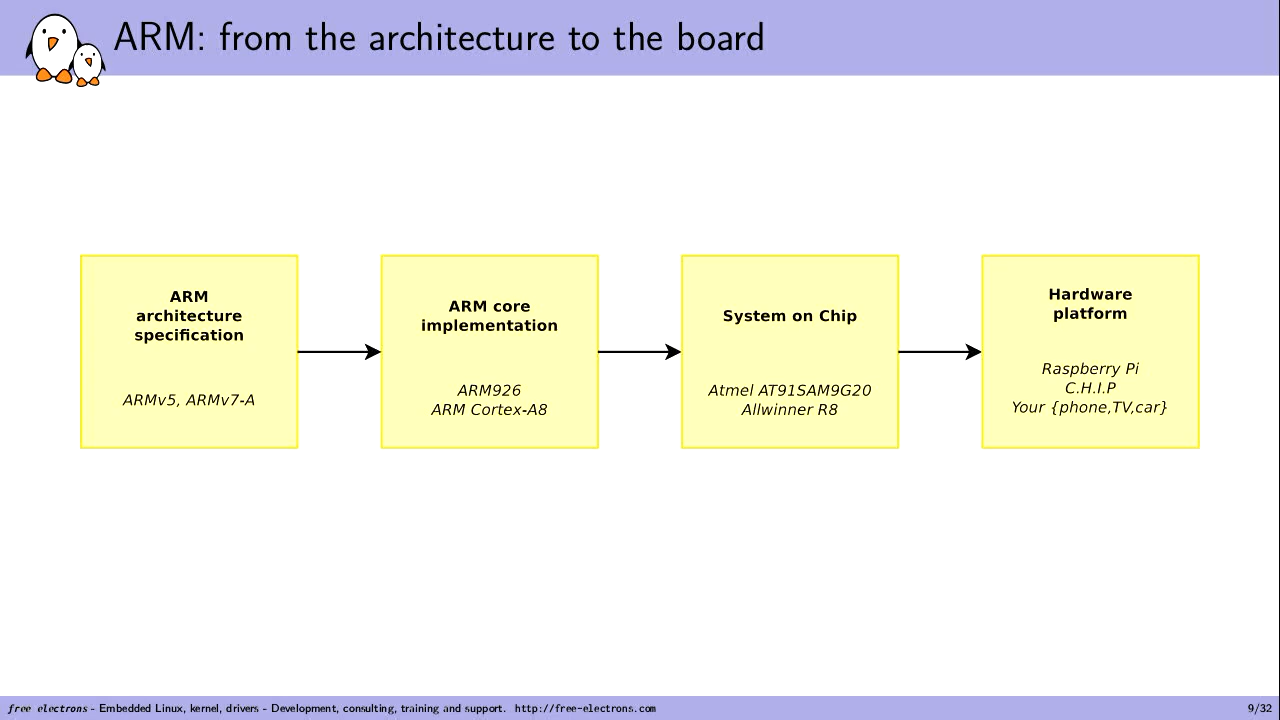 ARM: from the architecture to the board
ARM
architecture
specification
ARMv5, ARMv7-A
ARM core
implementation
ARM926
ARM Cortex-A8
System on Chip
Atmel AT91SAM9G20
Allwinner R8
Hardware
platform
Raspberry Pi
C.H.I.P
Your {phone,TV,car}
free electrons - Embedded Linux, kernel, drivers - Development, consulting, training and support. http://free-electrons.com
9/32